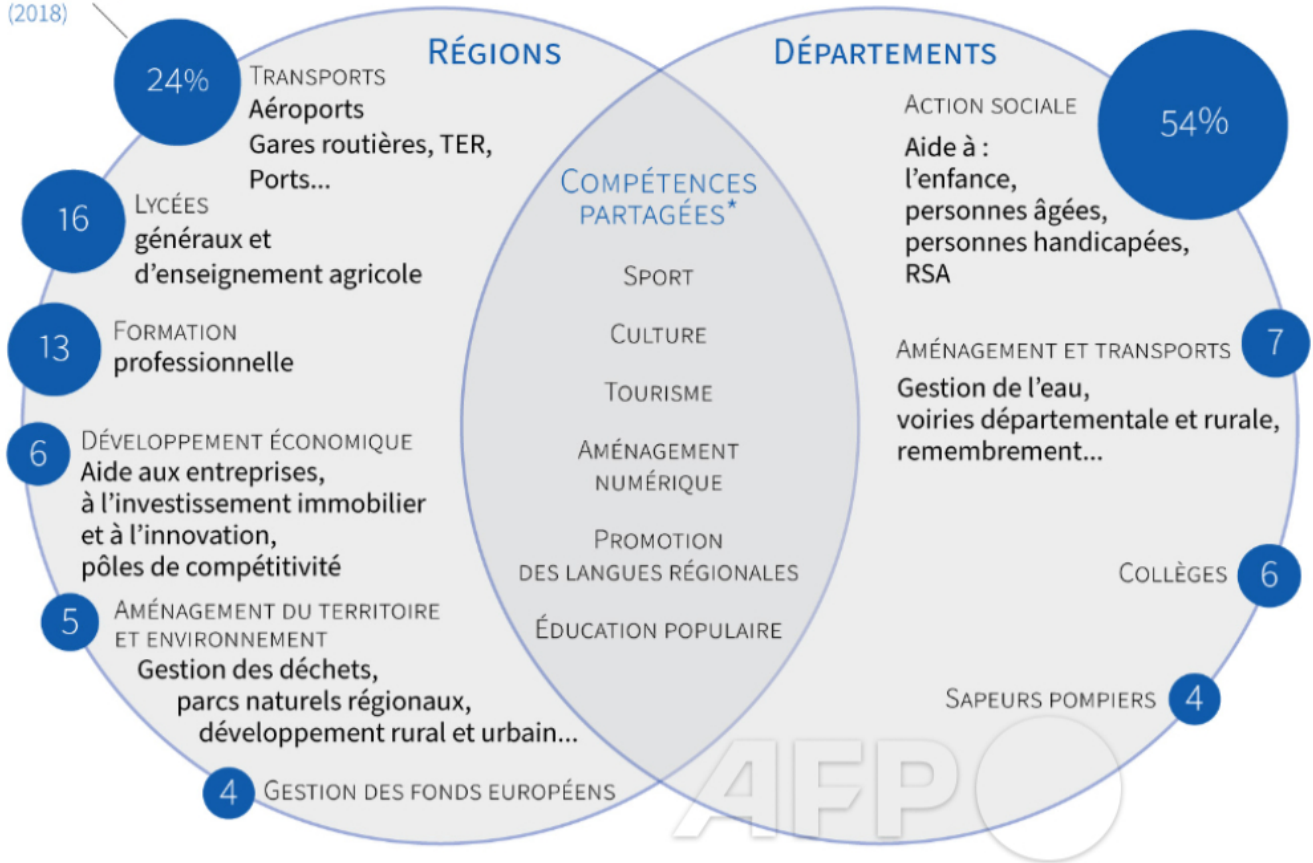 (2018)
RÉGIONS
24%
TRANSPORTS
Aéroports
Gares routières, TER,
Ports...
16
LYCÉES
généraux et
d’enseignement agricole
13
FORMATION
professionnelle
6
DÉVELOPPEMENT ÉCONOMIQUE
Aide aux entreprises,
à l’investissement immobilier
et à l’innovation,
pôles de compétitivité
5
AMÉNAGEMENT DU TERRITOIRE
ET ENVIRONNEMENT
Gestion des déchets,
parcs naturels régionaux,
développement rural et urbain...
4
GESTION DES FONDS EUROPÉENS
COMPÉTENCES
PARTAGÉES*
SPORT
CULTURE
TOURISME
AMÉNAGEMENT
NUMÉRIQUE
PROMOTION
DES LANGUES RÉGIONALES
ÉDUCATION POPULAIRE
DÉPARTEMENTS
ACTION SOCIALE
54%
Aide à :
l’enfance,
personnes âgées,
personnes handicapées,
RSA
AMÉNAGEMENT ET TRANSPORTS
7
Gestion de l’eau,
voiries départementale et rurale,
remembrement...
COLLÈGES
6
SAPEURS POMPIERS
4
AFP